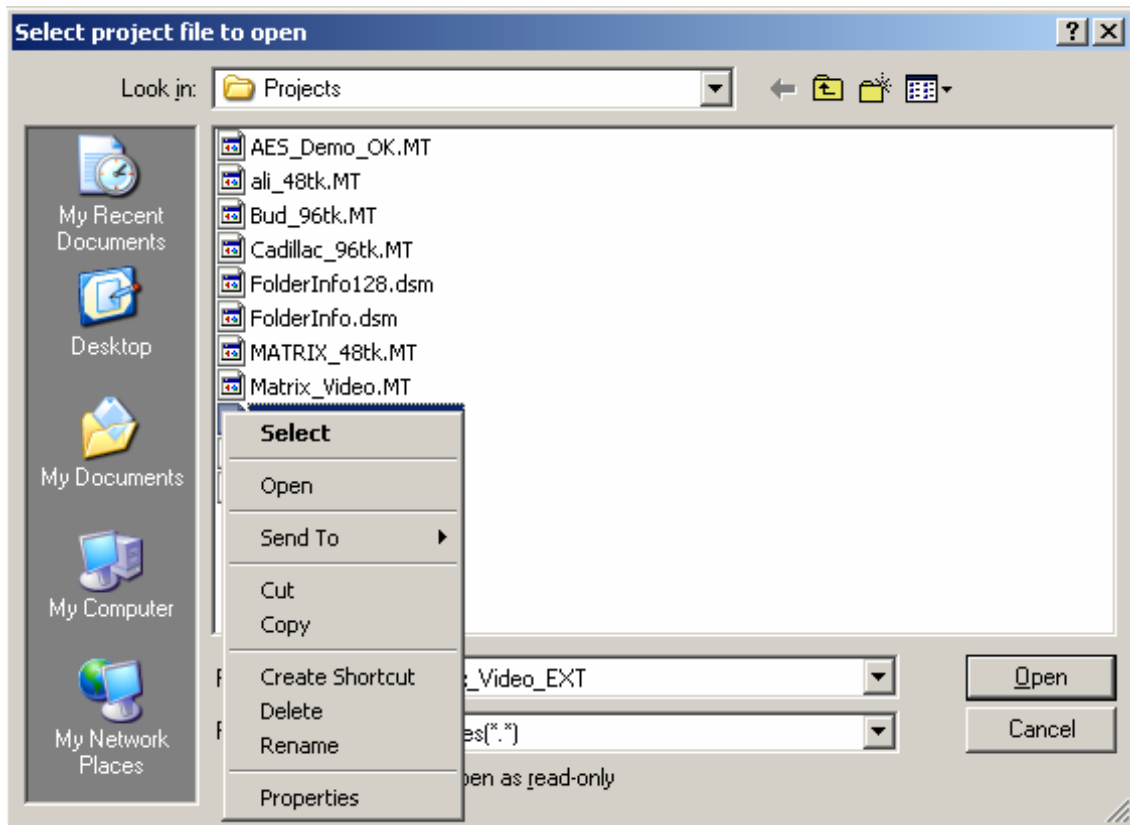 Select project file to open
Look in: Projects
My Recent
Documents
Desktop
My Documents
My Computer
My Network
Places
AES_Demo_OK.MT
ali_48tk.MT
Bud_96tk.MT
Cadillac_96tk.MT
FolderInfo128.dsm
FolderInfo.dsm
MATRIX_48tk.MT
Matrix_Video.MT
Select
Open
Send To
Cut
Copy
Create Shortcut
Delete
Rename
Properties
_Video_EXT
Open
(*.*)
Cancel
as read-only